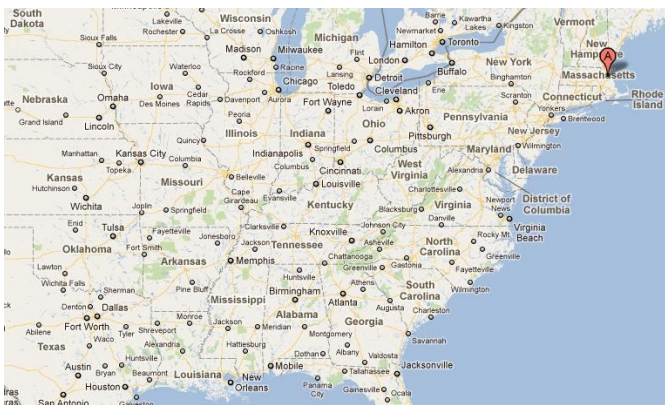 South
Dakota
Wisconsin
Michigan
Vermont
New
Hampshire
A
Massachusetts
Connecticut
Rhode
Island
New York
Lakeville
Rochester
La Crosse
Oshkosh
Barrie
Kawartha
Lakes
Kingston
Newmarket
Toronto
Hamilton
London
Flint
Buffalo
Sioux Falls
Madison
Milwaukee
Racine
Lansing
Detroit
Erie
Binghamton
Sioux City
Waterloo
Rockford
Chicago
Toledo
Cleveland
Scranton
Iowa
Nebraska
Omaha
Des Moines
Cedar
Rapids
Davenport
Aurora
Fort Wayne
Lorain
Akron
Yonkers
Brentwood
Grand Island
Lincoln
Peoria
Ohio
Pittsburgh
Pennsylvania
New Jersey
Illinois
Indiana
Quincy
Indianapolis
Springfield
Columbus
Maryland
Wilmington
Manhattan
Kansas City
Columbia
Topeka
Columbus
Cincinnati
West
Virginia
Alexandria
Delaware
Kansas
Hutchinson
Missouri
Belleville
Louisville
Charlottesville
District of
Columbia
Wichita
Cape
Girardeau
Evansville
Kentucky
Blacksburg
Virginia
Newport
News
Virginia
Beach
Joplin
Springfield
Danville
Enid
Tulsa
Fayetteville
Jonesboro
Clarksville
Knoxville
Johnson City
Rocky Mt.
Oklahoma
Fort Smith
Jackson
Tennessee
Asheville
North
Carolina
Greenville
Arkansas
Memphis
Chattanooga
Greenville
Gastonia
Fayetteville
Lawton
Huntsville
Wichita Falls
Sherman
Pine Bluff
Athens
South
Carolina
Wilmington
Denton
Dallas
Mississippi
Birmingham
Atlanta
Augusta
Charleston
Fort Worth
Monroe
Jackson
Meridian
Alabama
Georgia
Abilene
Tyler
Shreveport
Montgomery
Savannah
Texas
Waco
Alexandria
Hattiesburg
Dothan
Albany
Valdosta
Huntsville
Austin
Bryan
Beaumont
Louisiana
Mobile
Tallahassee
Jacksonville
Houston
New
Orleans
Panama
City
Gainesville
Ocala
San Antonio
Galveston